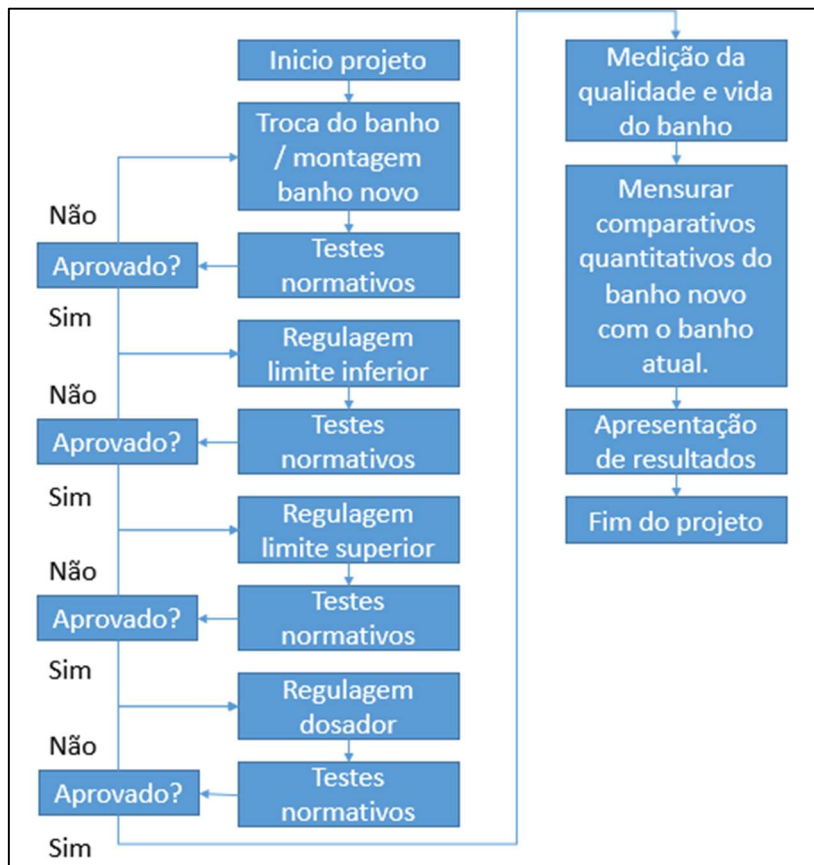 Inicio projeto
Troca do banho
/ montagem
banho novo
Não
Testes
normativos
Aprovado?
Sim
Regulagem
limite inferior
Não
Testes
normativos
Aprovado?
Sim
Regulagem
limite superior
Não
Testes
normativos
Aprovado?
Sim
Regulagem
dosador
Não
Testes
normativos
Aprovado?
Sim
Medição da
qualidade e vida
do banho
Mensurar
comparativos
quantitativos do
banho novo
com o banho
atual.
Apresentação
de resultados
Fim do projeto